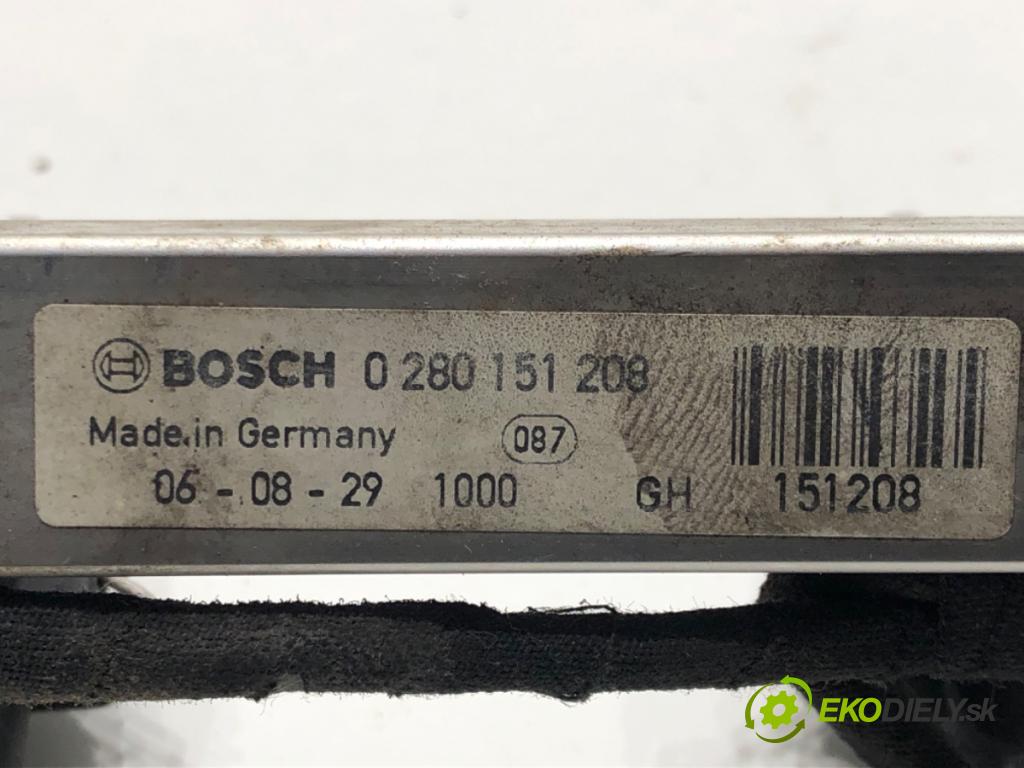 BOSCH 0 280 151 208
Made in Germany 087
06-08-29 1000 GH 151208
EKODIELY.sk